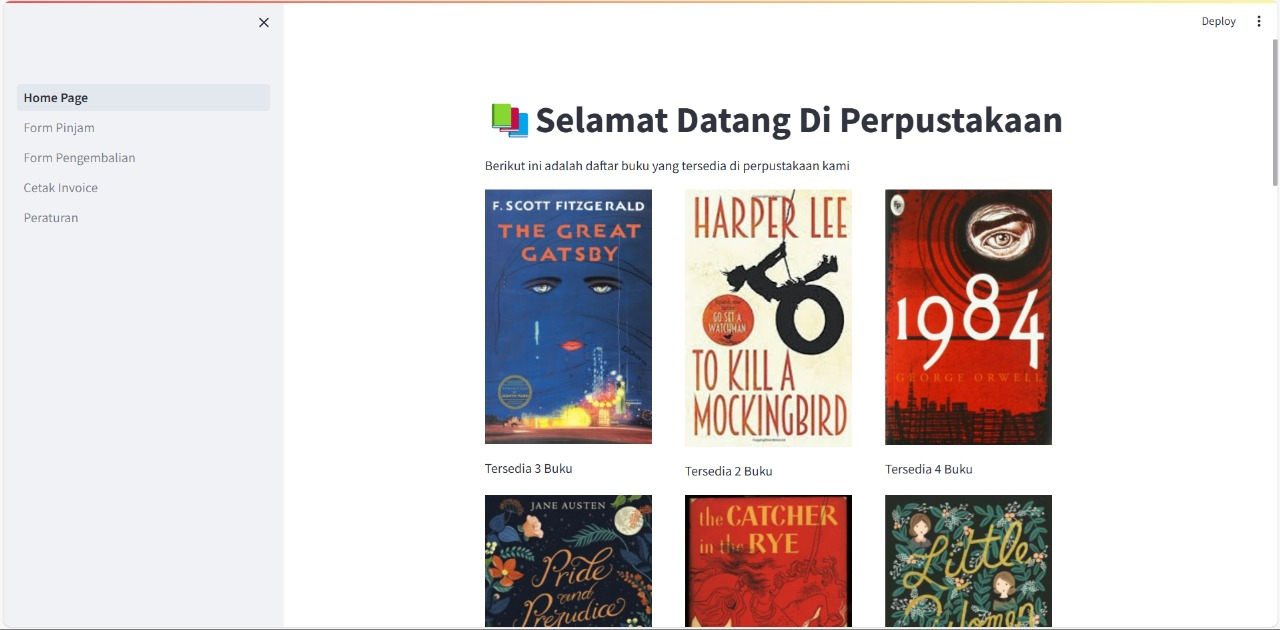 Deploy
Home Page
Form Pinjam
Form Pengembalian
Cetak Invoice
Peraturan
Selamat Datang Di Perpustakaan
Berikut ini adalah daftar buku yang tersedia di perpustakaan kami
F. SCOTT FITZGERALD
THE GREAT
GATSBY
Tersedia 3 Buku
HARPER LEE
GO SET A
WATCHMAN
TO KILL A
MOCKINGBIRD
Tersedia 2 Buku
FP
1984
GEORGE ORWELL
Tersedia 4 Buku
JANE AUSTEN
Pride
and
Prejudice
the CATCHER
in the RYE
Little
Women